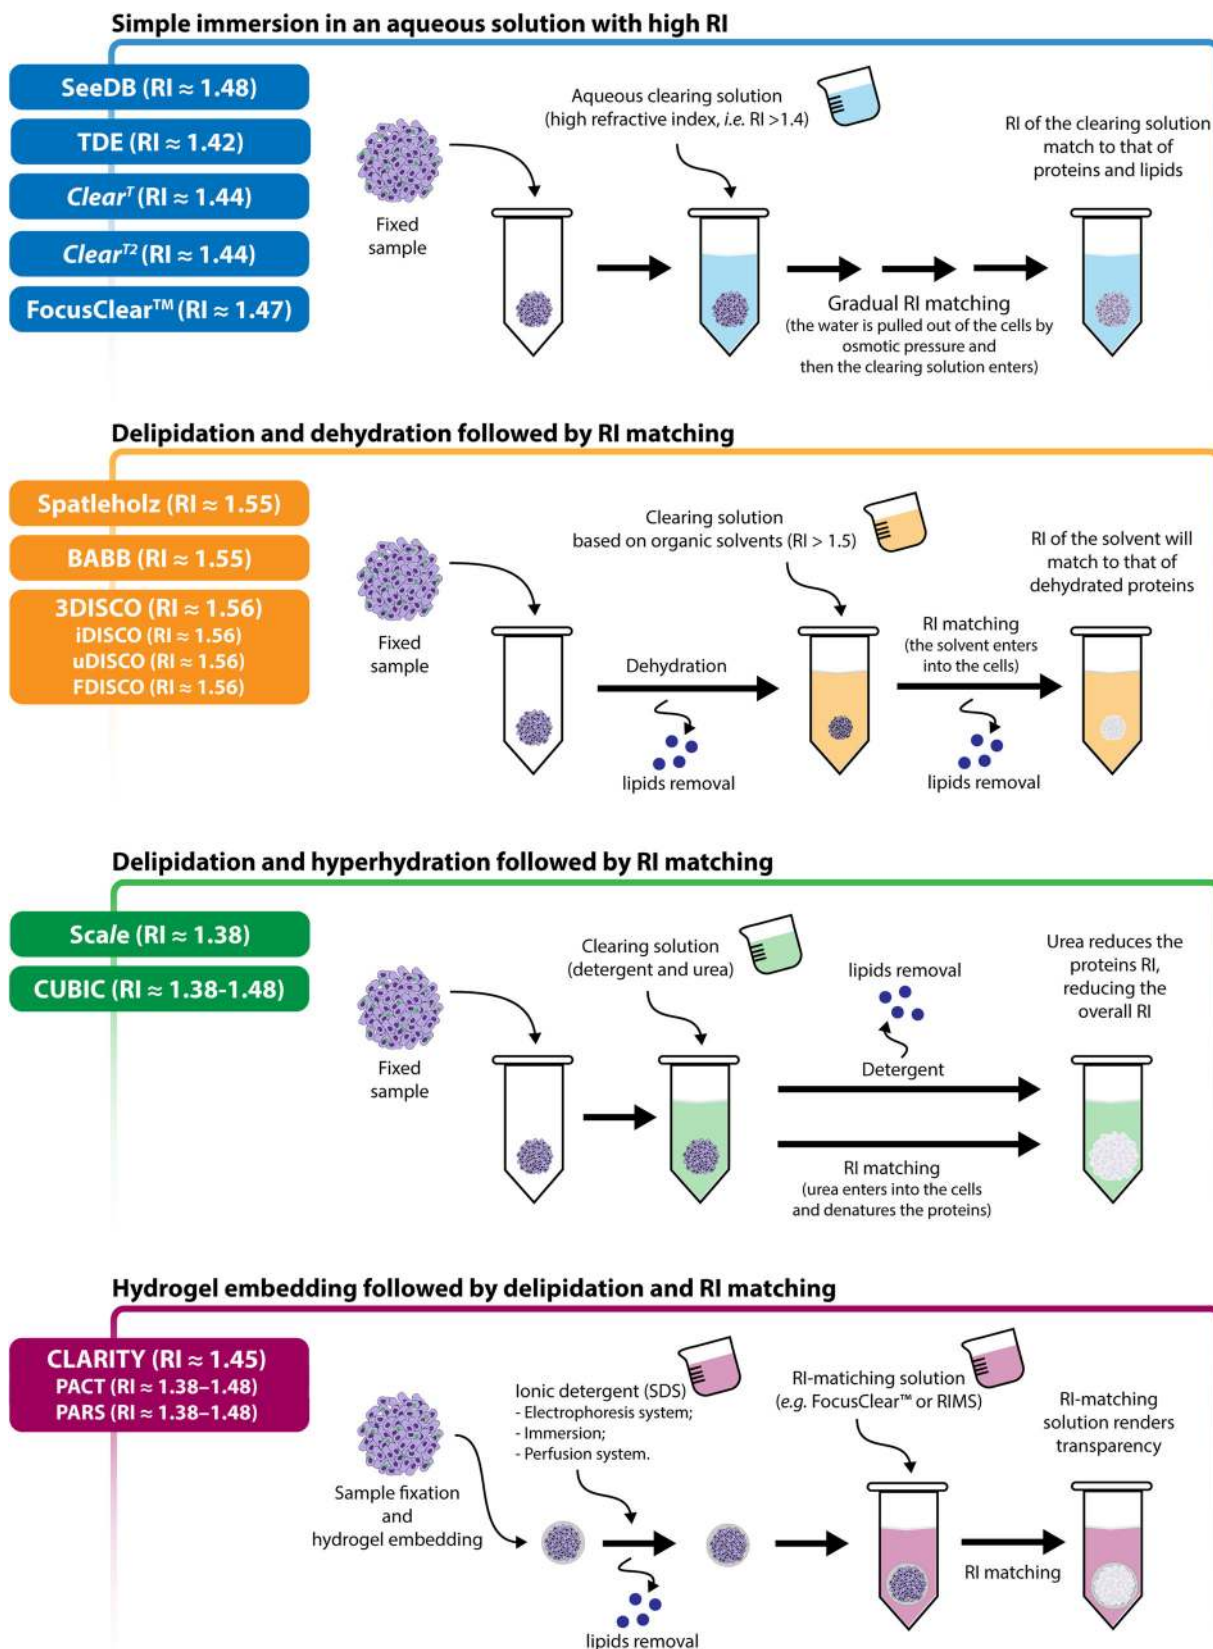 Simple immersion in an aqueous solution with high RI
SeeDB (RI ≈ 1.48)
TDE (RI ≈ 1.42)
Clearᵀ (RI ≈ 1.44)
Clearᵀ² (RI ≈ 1.44)
FocusClear™ (RI ≈ 1.47)
Fixed
sample
Aqueous clearing solution
(high refractive index, i.e. RI >1.4)
Gradual RI matching
(the water is pulled out of the cells by
osmotic pressure and
then the clearing solution enters)
RI of the clearing solution
match to that of
proteins and lipids
Delipidation and dehydration followed by RI matching
Spatleholz (RI ≈ 1.55)
BABB (RI ≈ 1.55)
3DISCO (RI ≈ 1.56)
iDISCO (RI ≈ 1.56)
uDISCO (RI ≈ 1.56)
FDISCO (RI ≈ 1.56)
Fixed
sample
Dehydration
lipids removal
Clearing solution
based on organic solvents (RI > 1.5)
RI matching
(the solvent enters
into the cells)
lipids removal
RI of the solvent will
match to that of
dehydrated proteins
Delipidation and hyperhydration followed by RI matching
Scale (RI ≈ 1.38)
CUBIC (RI ≈ 1.38-1.48)
Fixed
sample
Clearing solution
(detergent and urea)
lipids removal
Detergent
RI matching
(urea enters into the cells
and denatures the proteins)
Urea reduces the
proteins RI,
reducing the
overall RI
Hydrogel embedding followed by delipidation and RI matching
CLARITY (RI ≈ 1.45)
PACT (RI ≈ 1.38–1.48)
PARS (RI ≈ 1.38–1.48)
Sample fixation
and
hydrogel embedding
Ionic detergent (SDS)
- Electrophoresis system;
- Immersion;
- Perfusion system.
lipids removal
RI-matiching solution
(e.g. FocusClear™ or RIMS)
RI matching
RI-matching
solution renders
transparency